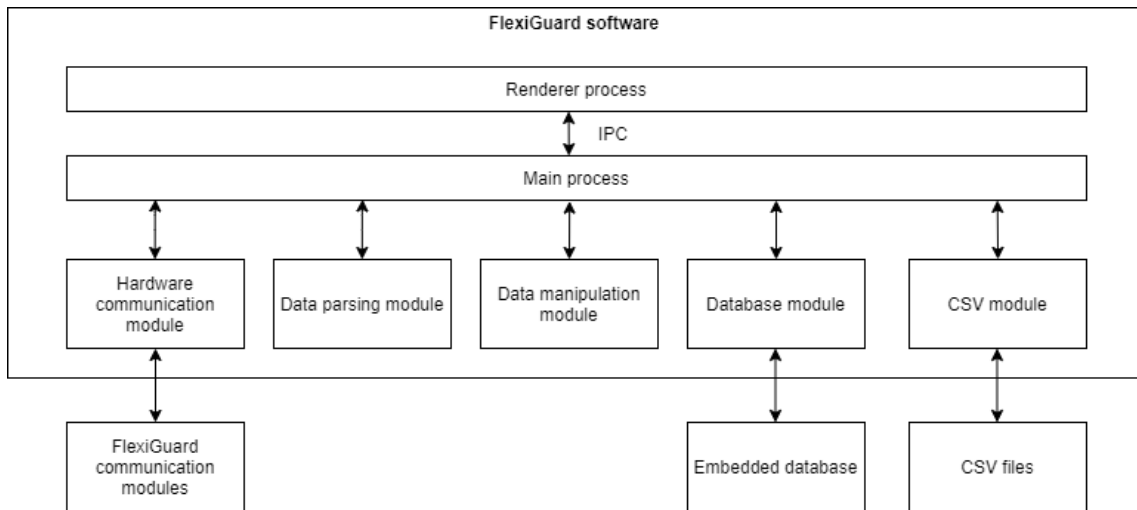 FlexiGuard software
Renderer process
IPC
Main process
Hardware
communication
module
Data parsing module
Data manipulation
module
Database module
CSV module
FlexiGuard
communication
modules
Embedded database
CSV files